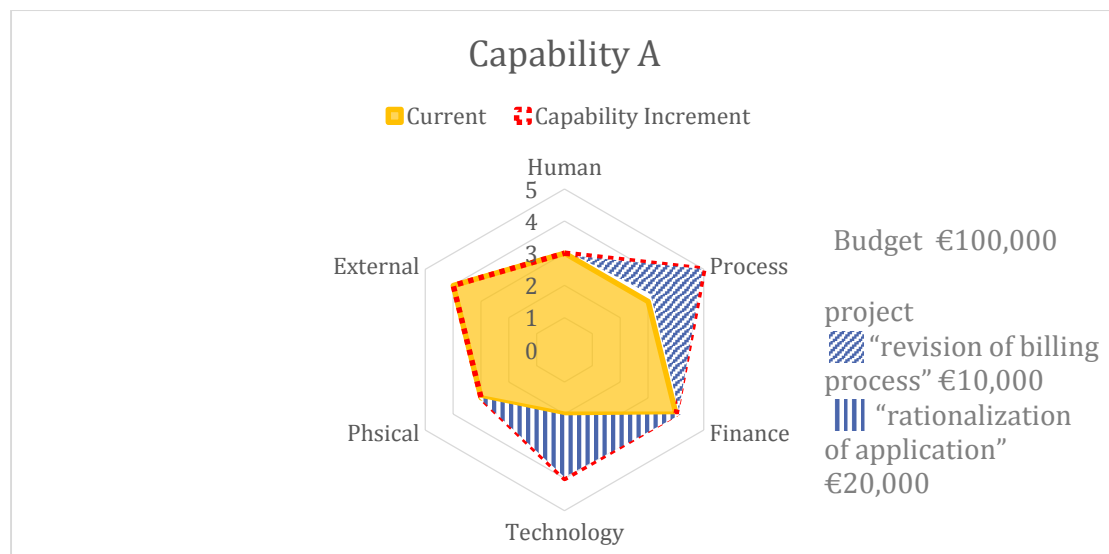 Capability A
Current Capability Increment
Human
5
4
3
2
1
0
External
Process
Phsical
Finance
Technology
Budget €100,000
project
“revision of billing
process” €10,000
“rationalization
of application”
€20,000